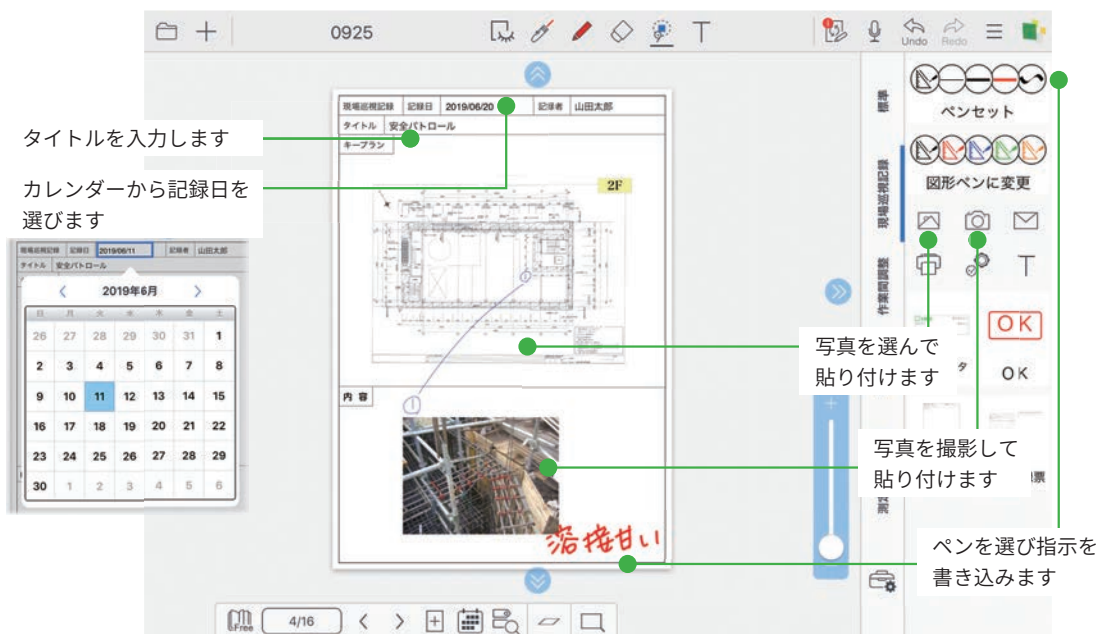 0925
T
Undo
Redo
現場巡視記録 記録日 2019/06/20 記録者 山田太郎
タイトル 安全パトロール
キープラン
2F
①
内容
①
溶接甘い
タイトルを入力します
カレンダーから記録日を
選びます
現場巡視記録 記録日 2019/06/11 記録者 山田太郎
タイトル 安全パトロール
2019年6月
日 月 火 水 木 金 土
26 27 28 29 30 31 1
2 3 4 5 6 7 8
9 10 11 12 13 14 15
16 17 18 19 20 21 22
23 24 25 26 27 28 29
30 1 2 3 4 5 6
標準
現場巡視記録
作業間調整
ペンセット
図形ペンに変更
T
OK
タ
OK
票
写真を選んで
貼り付けます
写真を撮影して
貼り付けます
ペンを選び指示を
書き込みます
Free
4/16